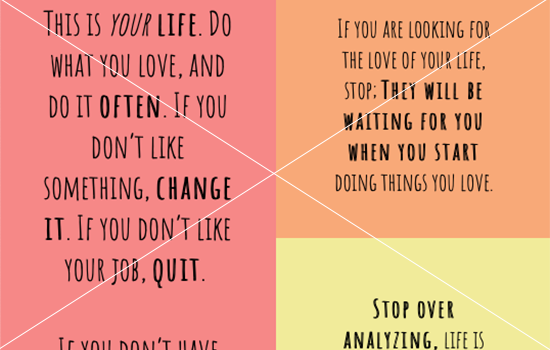 THIS IS YOUR LIFE. DO
WHAT YOU LOVE, AND
DO IT OFTEN. IF YOU
DON'T LIKE
SOMETHING, CHANGE
IT. IF YOU DON'T LIKE
YOUR JOB, QUIT.
IF YOU DON'T HAVE
IF YOU ARE LOOKING FOR
THE LOVE OF YOUR LIFE,
STOP; THEY WILL BE
WAITING FOR YOU
WHEN YOU START
DOING THINGS YOU LOVE.
STOP OVER
ANALYZING, LIFE IS